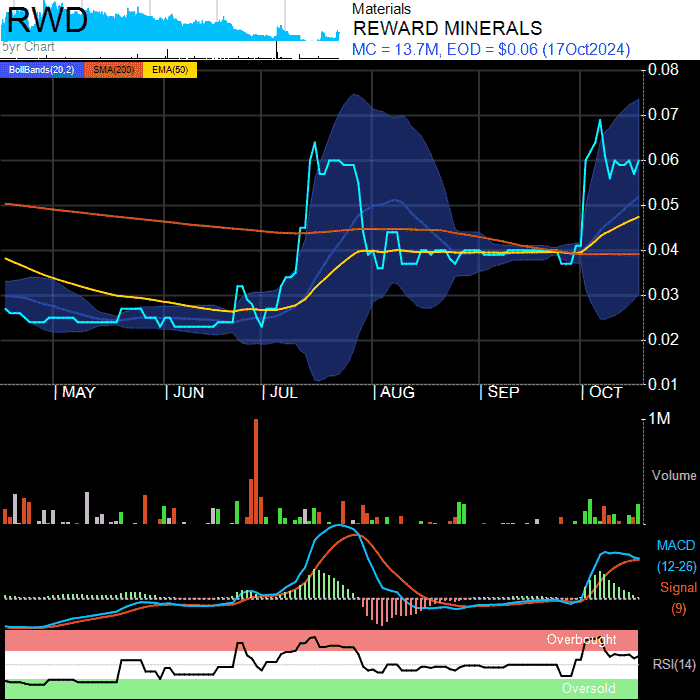 RWD
5yr Chart
Materials
REWARD MINERALS
MC = 13.7M, EOD = $0.06 (17Oct2024)
BollBands(20,2) SMA(200) EMA(50)
0.08
0.07
0.06
0.05
0.04
0.03
0.02
0.01
MAY JUN JUL AUG SEP OCT
1M
Volume
MACD
(12-26)
Signal
(9)
Overbought
RSI(14)
Oversold